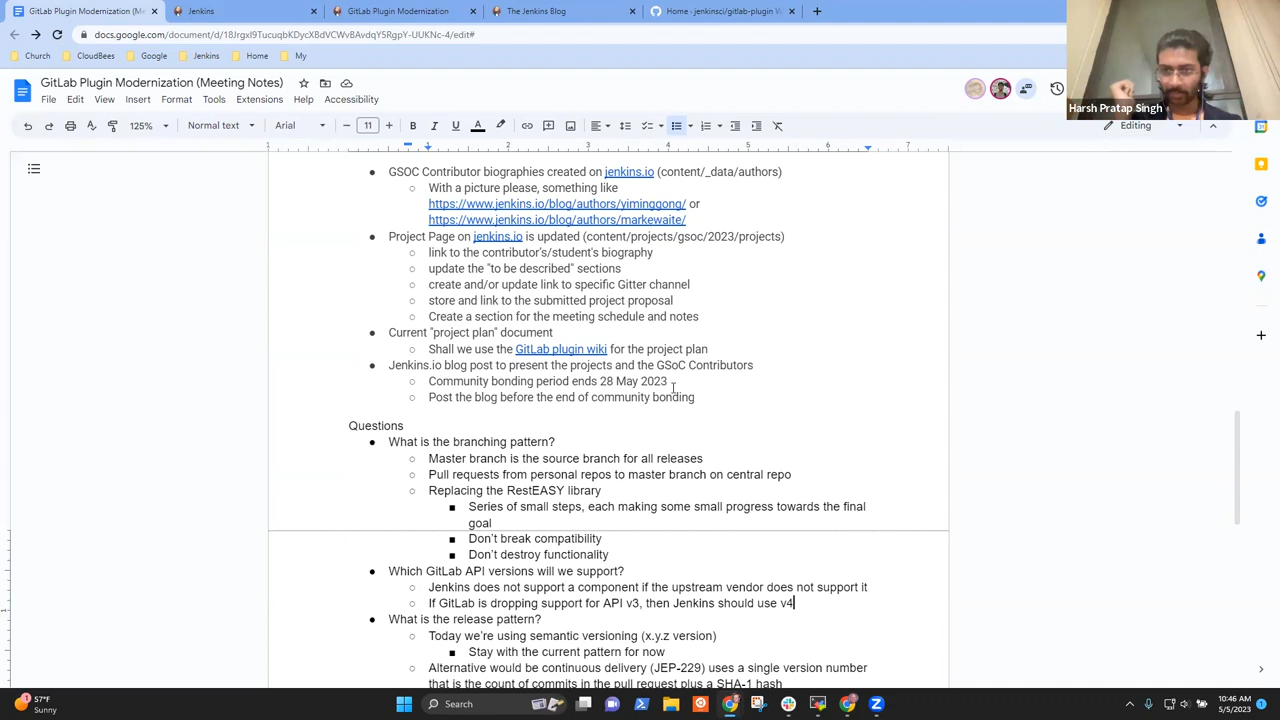 GitLab Plugin Modernization
Jenkins
GitLab Plugin Modernization
The Jenkins Blog
Home · jenkinsci/gitlab-plugin V
docs.google.com/document/d/18JrgxI9TucuqbKDycXBdVCWvBAvdyY5RgpY-UUKNc-4/edit#
Church
CloudBees
Google
Jenkins
Home
My
GitLab Plugin Modernization (Meeting Notes)
File Edit View Insert Format Tools Extensions Accessibility
Harsh Pratap Singh
125%
Normal text
Arial
11
Editing
1 1 2 3 4 5 6 7
● GSOC Contributor biographies created on jenkins.io (content/_data/authors)
○ With a picture please, something like
https://www.jenkins.io/blog/authors/yiminggong/ or
https://www.jenkins.io/blog/authors/markewaite/
● Project Page on jenkins.io is updated (content/projects/gsoc/2023/projects)
○ link to the contributor's/student's biography
○ update the "to be described" sections
○ create and/or update link to specific Gitter channel
○ store and link to the submitted project proposal
○ Create a section for the meeting schedule and notes
● Current "project plan" document
○ Shall we use the GitLab plugin wiki for the project plan
● Jenkins.io blog post to present the projects and the GSoC Contributors
○ Community bonding period ends 28 May 2023
○ Post the blog before the end of community bonding
Questions
● What is the branching pattern?
○ Master branch is the source branch for all releases
○ Pull requests from personal repos to master branch on central repo
○ Replacing the RestEASY library
■ Series of small steps, each making some small progress towards the final
goal
■ Don't break compatibility
■ Don't destroy functionality
● Which GitLab API versions will we support?
○ Jenkins does not support a component if the upstream vendor does not support it
○ If GitLab is dropping support for API v3, then Jenkins should use v4
● What is the release pattern?
○ Today we're using semantic versioning (x.y.z version)
■ Stay with the current pattern for now
○ Alternative would be continuous delivery (JEP-229) uses a single version number
that is the count of commits in the pull request plus a SHA-1 hash
57°F
Sunny
Search
10:46 AM
5/5/2023